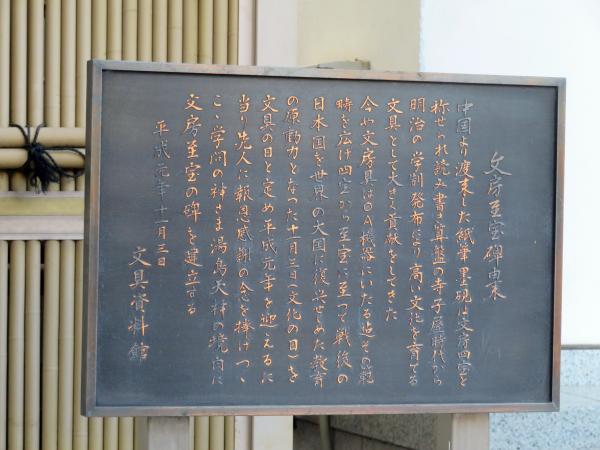 文房至宝碑由来
中国より渡来した紙筆墨硯は文房四宝と
称せられ読み書き算盤の寺子屋時代から
明治の学制発布により高い文化を育てる
文具として大きく貢献をしてきた
今や文房具はOA機器にいたる迄その範
時を広げ四宝から至宝に至って戦後の
日本国を世界の大国に復興せしめた教育
の原動力となった十一月三日(文化の日)を
文具の日と定め平成元年を迎えるに
当り先人に報恩感謝の念を捧げつゝ
こゝ学問の神さま湯島天神の境内に
文房至宝の碑を建立する
平成元年十一月三日
文具資料館